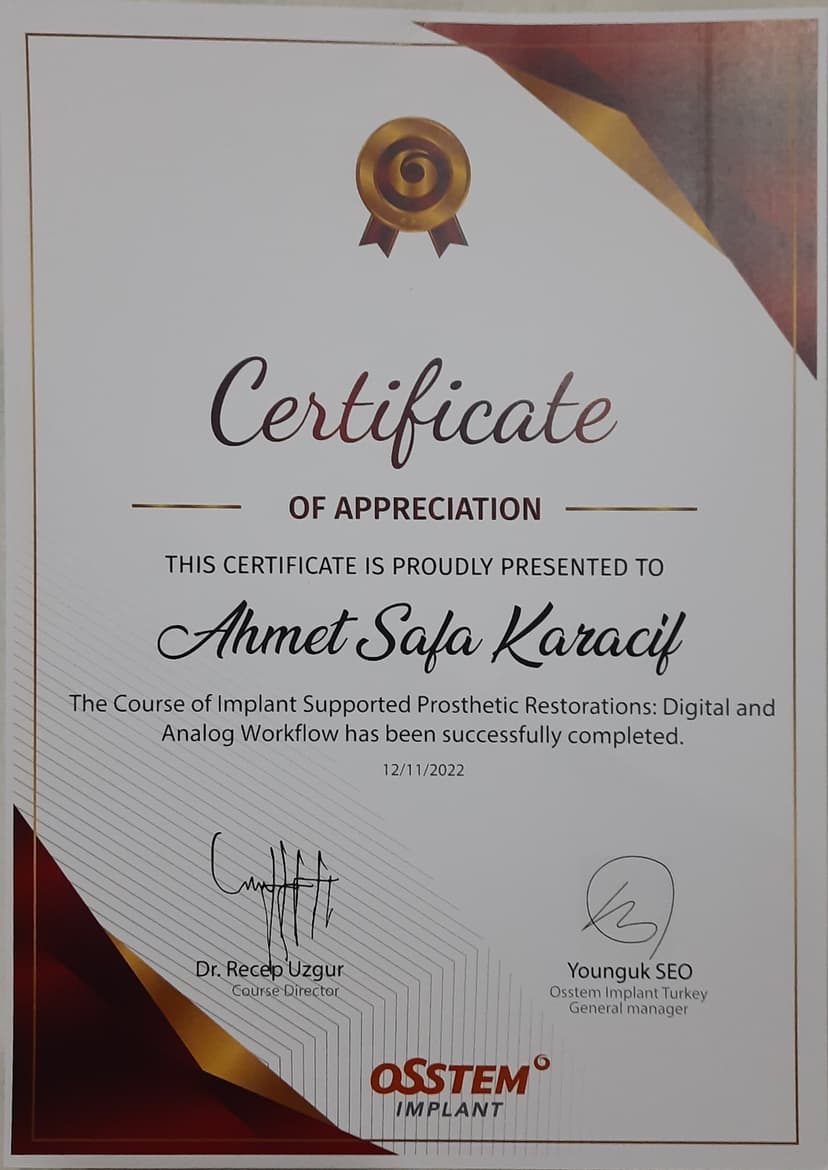 Certificate
OF APPRECIATION
THIS CERTIFICATE IS PROUDLY PRESENTED TO
Ahmet Safa Karacif
The Course of Implant Supported Prosthetic Restorations: Digital and
Analog Workflow has been successfully completed.
12/11/2022
Dr. Recep Uzgur
Course Director
Younguk SEO
Osstem Implant Turkey
General manager
OSSTEM
IMPLANT